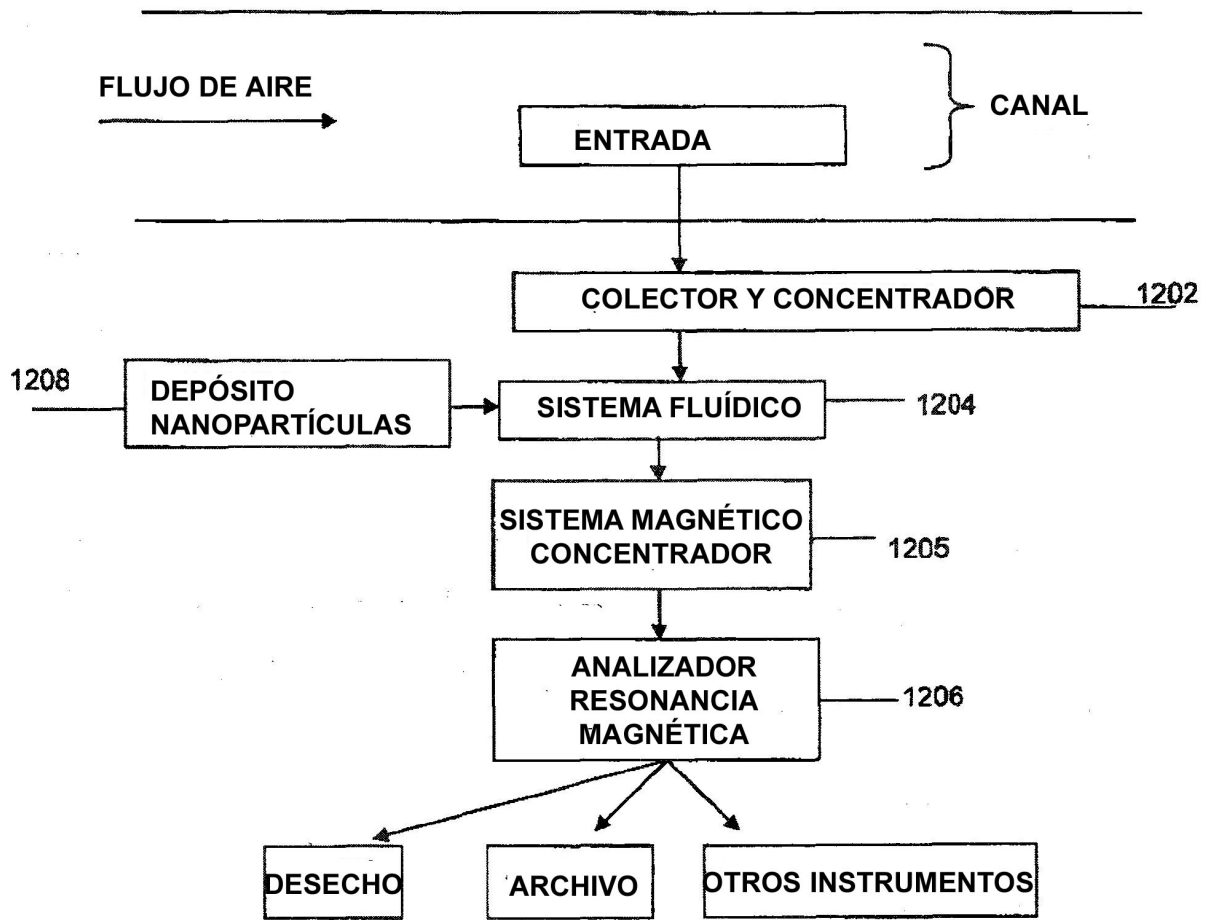 FLUJO DE AIRE
CANAL
ENTRADA
COLECTOR Y CONCENTRADOR
1202
1208
DEPÓSITO
NANOPARTÍCULAS
SISTEMA FLUÍDICO
1204
SISTEMA MAGNÉTICO
CONCENTRADOR
1205
ANALIZADOR
RESONANCIA
MAGNÉTICA
1206
DESECHO
ARCHIVO
OTROS INSTRUMENTOS